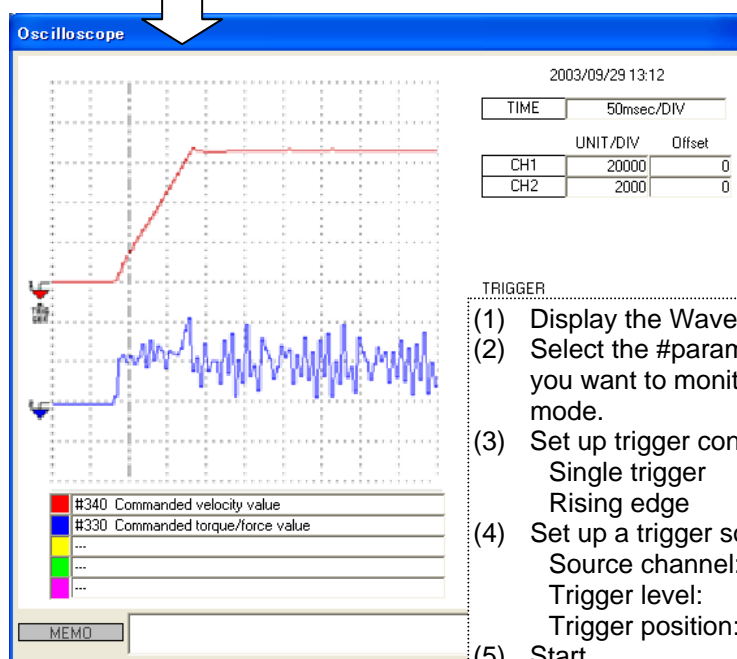 Oscilloscope
2003/09/29 13:12
TIME 50msec/DIV
UNIT/DIV Offset
CH1 20000 0
CH2 2000 0
TRIGGER
(1) Display the Wave
(2) Select the #param
you want to monit
mode.
(3) Set up trigger con
Single trigger
Rising edge
(4) Set up a trigger so
Source channel:
Trigger level:
Trigger position:
(5) Start
#340 Commanded velocity value
#330 Commanded torque/force value
---
---
---
MEMO